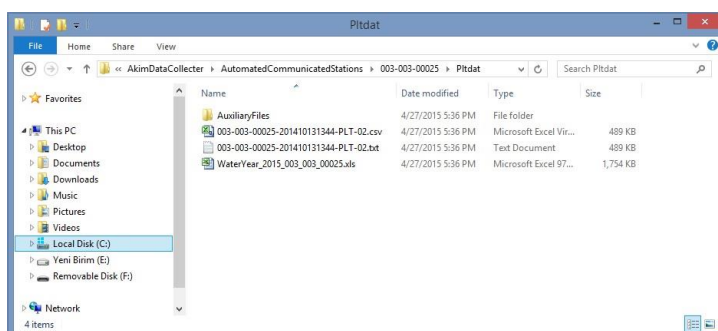 Pltdat
File Home Share View
« AkimDataCollecter AutomatedCommunicatedStations 003-003-00025 Pltdat Search Pltdat
Favorites
This PC
Desktop
Documents
Downloads
Music
Pictures
Videos
Local Disk (C:)
Yeni Birim (E:)
Removable Disk (F:)
Network
Name Date modified Type Size
AuxiliaryFiles 4/27/2015 5:36 PM File folder
003-003-00025-201410131344-PLT-02.csv 4/27/2015 5:36 PM Microsoft Excel Vir... 489 KB
003-003-00025-201410131344-PLT-02.txt 4/27/2015 5:36 PM Text Document 489 KB
WaterYear_2015_003_003_00025.xls 4/27/2015 5:36 PM Microsoft Excel 97... 1,754 KB
4 items